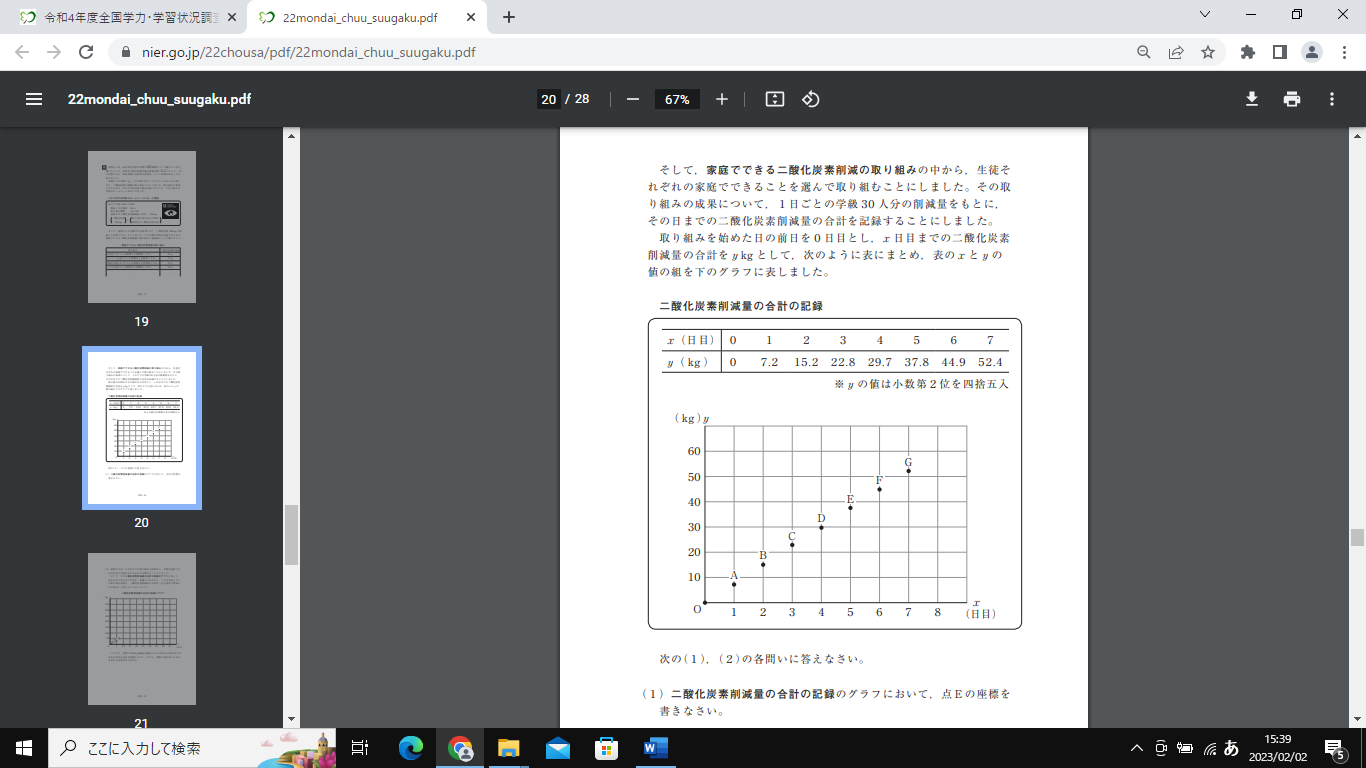 令和4年度全国学力・学習状況調査
22mondai_chuu_suugaku.pdf
nier.go.jp/22chousa/pdf/22mondai_chuu_suugaku.pdf
22mondai_chuu_suugaku.pdf
20 / 28
67%
19
20
21
そして，家庭でできる二酸化炭素削減の取り組みの中から，生徒そ
れぞれの家庭でできることを選んで取り組むことにしました。その取
り組みの成果について，１日ごとの学級30人分の削減量をもとに，
その日までの二酸化炭素削減量の合計を記録することにしました。
取り組みを始めた日の前日を０日目とし，x日目までの二酸化炭素
削減量の合計をykgとして，次のように表にまとめ，表のxとyの
値の組を下のグラフに表しました。
二酸化炭素削減量の合計の記録
x（日目） 0 1 2 3 4 5 6 7
y（kg） 0 7.2 15.2 22.8 29.7 37.8 44.9 52.4
※yの値は小数第２位を四捨五入
(kg) y
60
50
40
30
20
10
O
A
B
C
D
E
F
G
1 2 3 4 5 6 7 8
x
（日目）
次の(1)，(2)の各問いに答えなさい。
(1) 二酸化炭素削減量の合計の記録のグラフにおいて，点Eの座標を
書きなさい。
ここに入力して検索
あ
15:39
2023/02/02
5